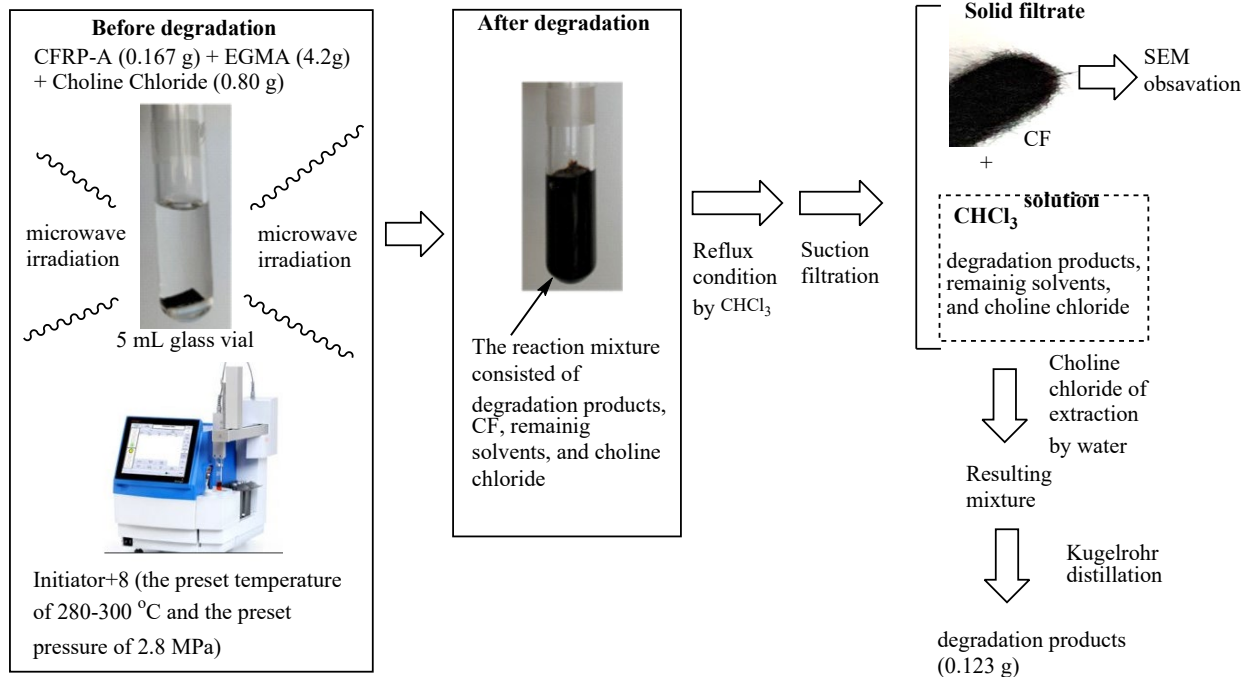 Before degradation
CFRP-A (0.167 g) + EGMA (4.2g)
+ Choline Chloride (0.80 g)
microwave
irradiation
microwave
irradiation
5 mL glass vial
Initiator+8 (the preset temperature
of 280-300 °C and the preset
pressure of 2.8 MPa)
After degradation
The reaction mixture
consisted of
degradation products,
CF, remainig
solvents, and choline
chloride
Reflux
condition
by CHCl₃
Suction
filtration
Solid filtrate
SEM
obsavation
CF
+
solution
CHCl₃
degradation products,
remainig solvents,
and choline chloride
Choline
chloride of
extraction
by water
Resulting
mixture
Kugelrohr
distillation
degradation products
(0.123 g)